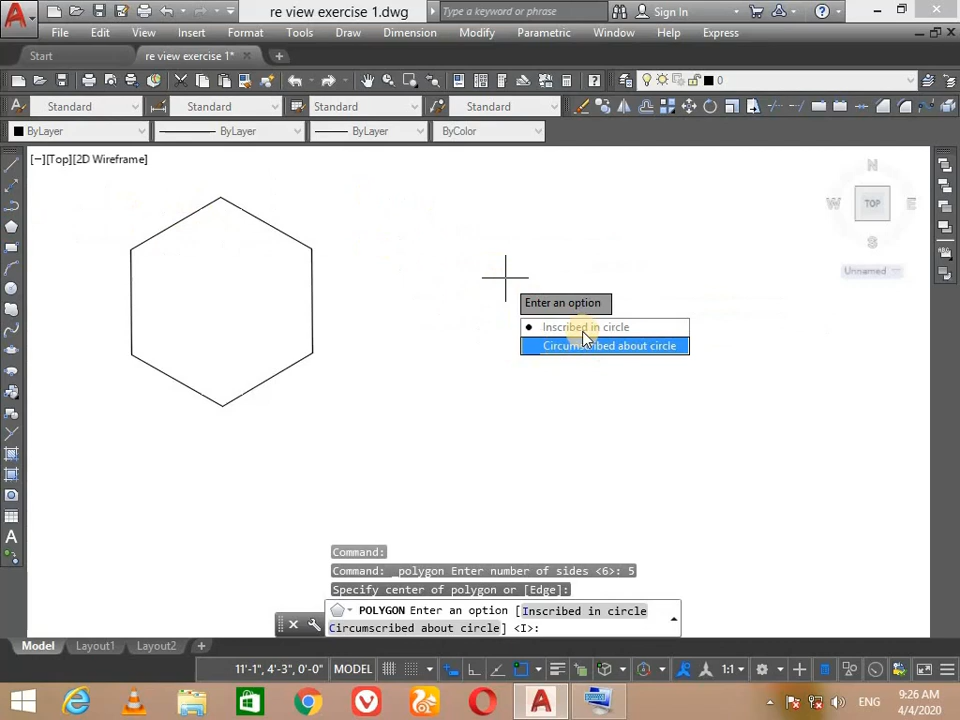 re view exercise 1.dwg
Type a keyword or phrase
Sign In
File Edit View Insert Format Tools Draw Dimension Modify Parametric Window Help Express
Start
re view exercise 1*
0
Standard
Standard
Standard
Standard
ByLayer
ByLayer
ByLayer
ByColor
[−][Top][2D Wireframe]
N
W
TOP
E
S
Unnamed
Enter an option
Inscribed in circle
Circumscribed about circle
Command:
Command: _polygon Enter number of sides <6>: 5
Specify center of polygon or [Edge]:
POLYGON Enter an option [Inscribed in circle
Circumscribed about circle] <I>:
Model
Layout1
Layout2
11'-1", 4'-3", 0'-0"
MODEL
1:1
ENG
9:26 AM
4/4/2020